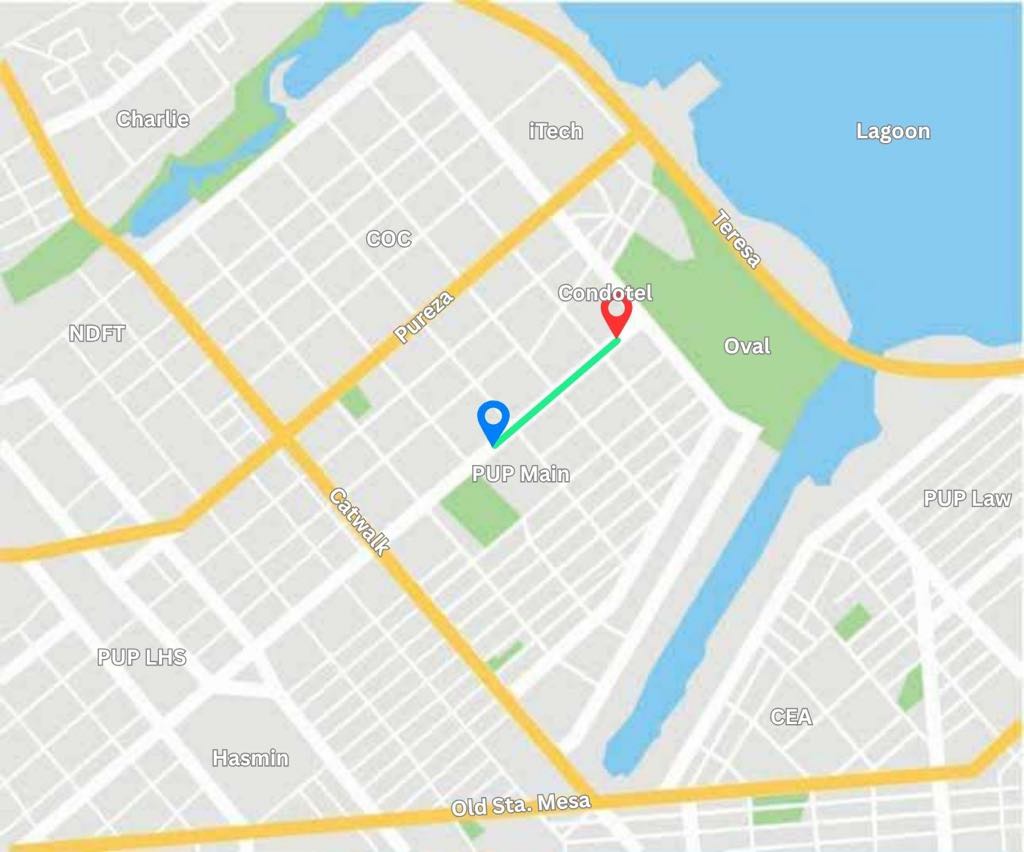 Charlie
iTech
Lagoon
COC
Teresa
Condotel
Pureza
NDFT
Oval
PUP Main
PUP Law
Catwalk
PUP LHS
CEA
Hasmin
Old Sta. Mesa